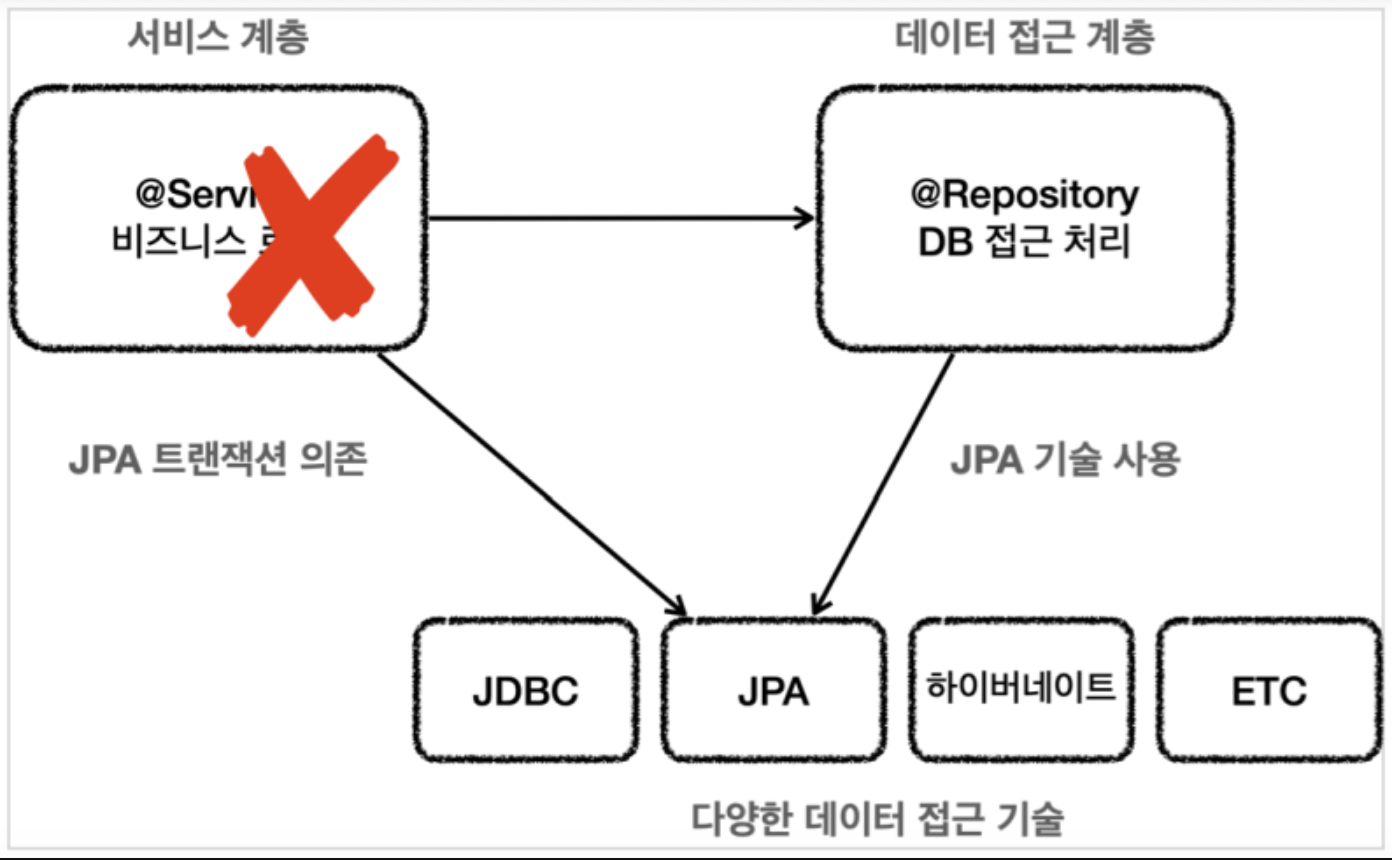 서비스 계층
데이터 접근 계층
@Servi
비즈니스
@Repository
DB 접근 처리
JPA 트랜잭션 의존
JPA 기술 사용
JDBC
JPA
하이버네이트
ETC
다양한 데이터 접근 기술